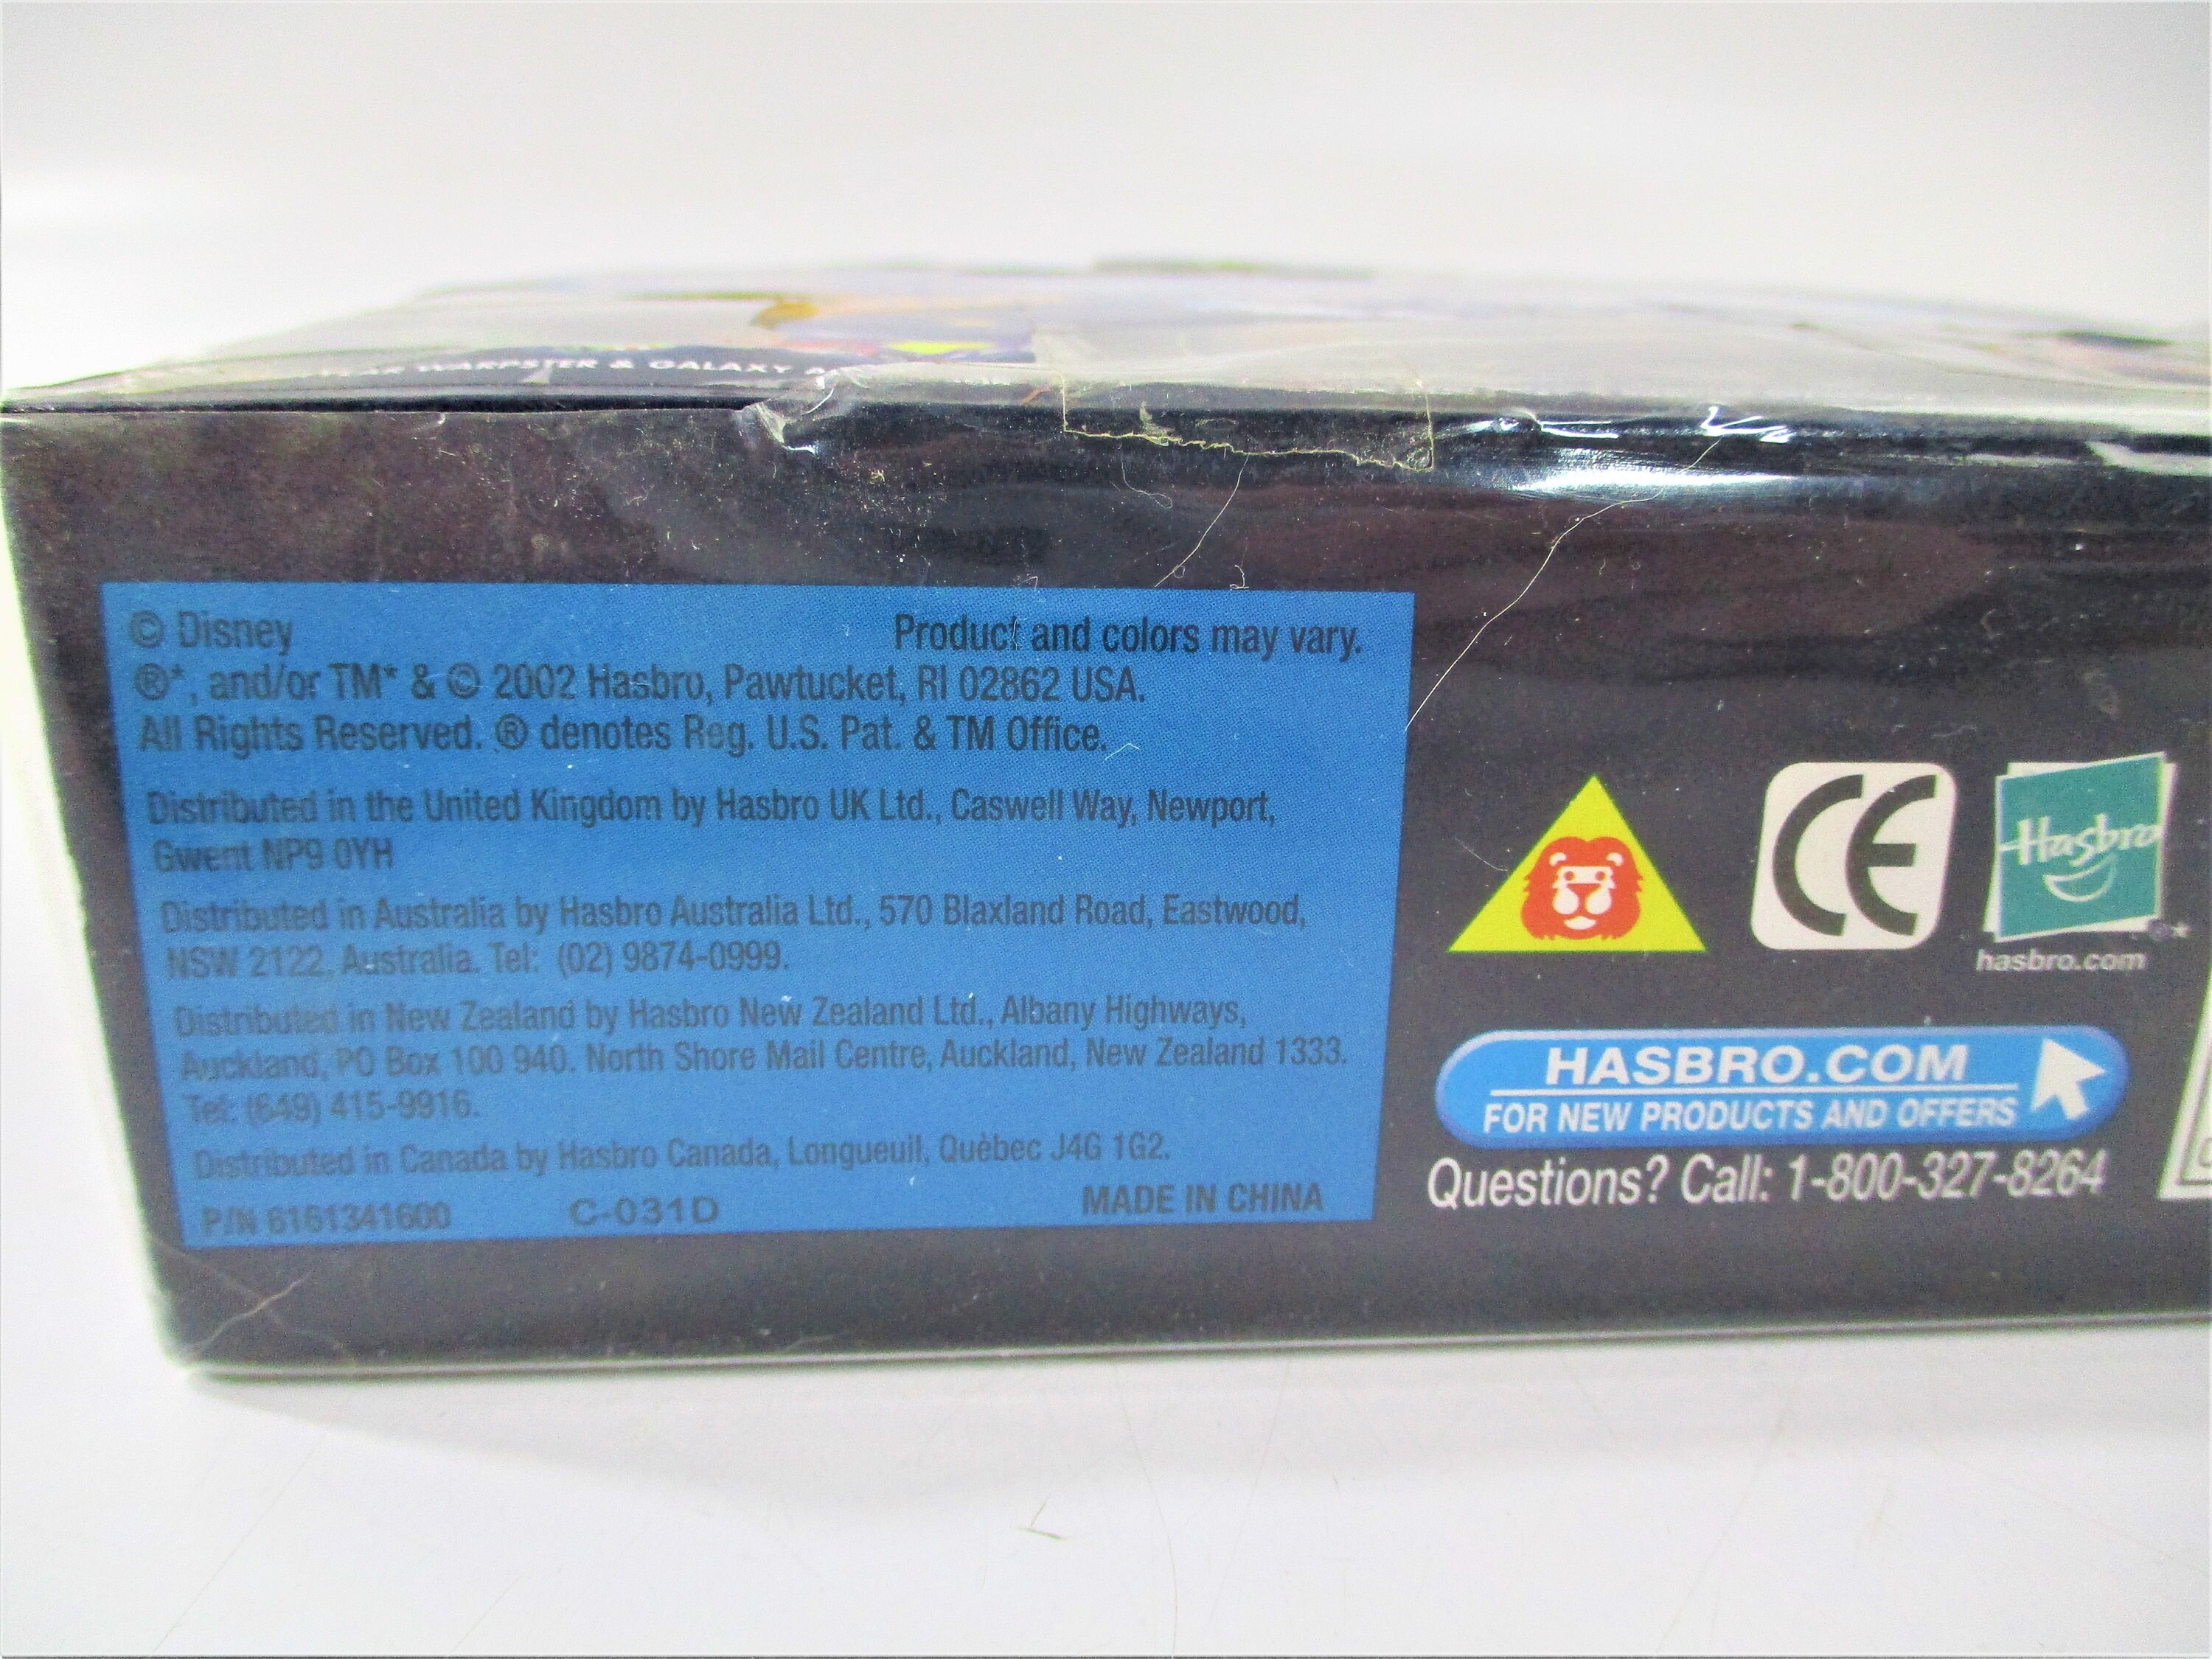 WARPSTER & GALAXY
© Disney Product and colors may vary.
®*, and/or TM* & © 2002 Hasbro, Pawtucket, RI 02862 USA.
All Rights Reserved. ® denotes Reg. U.S. Pat. & TM Office.
Distributed in the United Kingdom by Hasbro UK Ltd., Caswell Way, Newport,
Gwent NP9 0YH
Distributed in Australia by Hasbro Australia Ltd., 570 Blaxland Road, Eastwood,
NSW 2122, Australia. Tel: (02) 9874-0999.
Distributed in New Zealand by Hasbro New Zealand Ltd., Albany Highways,
Auckland, PO Box 100 940. North Shore Mail Centre, Auckland, New Zealand 1333.
Tel: (649) 415-9916.
Distributed in Canada by Hasbro Canada, Longueuil, Quèbec J4G 1G2.
P/N 6161341600 C-031D MADE IN CHINA
CE
Hasbro
®*
hasbro.com
HASBRO.COM
FOR NEW PRODUCTS AND OFFERS
Questions? Call: 1-800-327-8264